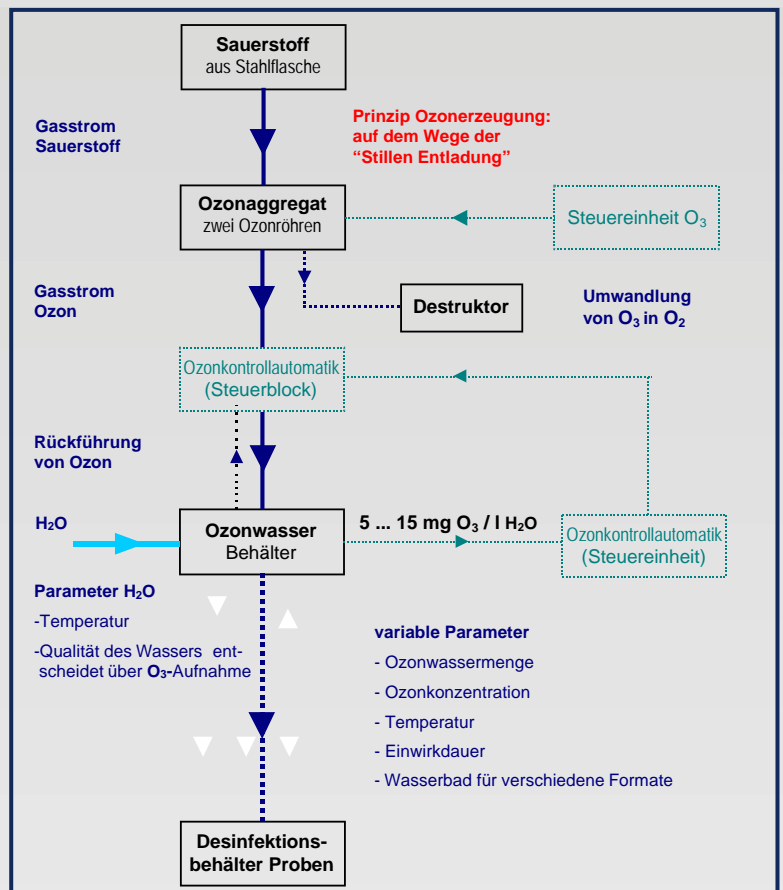 Sauerstoff
aus Stahlflasche
Gasstrom
Sauerstoff
Prinzip Ozonerzeugung:
auf dem Wege der
“Stillen Entladung”
Ozonaggregat
zwei Ozonröhren
Steuereinheit O₃
Gasstrom
Ozon
Destruktor
Umwandlung
von O₃ in O₂
Ozonkontrollautomatik
(Steuerblock)
Rückführung
von Ozon
H₂O
Ozonwasser
Behälter
5 ... 15 mg O₃ / l H₂O
Ozonkontrollautomatik
(Steuereinheit)
Parameter H₂O
-Temperatur
-Qualität des Wassers ent-
scheidet über O₃-Aufnahme
variable Parameter
- Ozonwassermenge
- Ozonkonzentration
- Temperatur
- Einwirkdauer
- Wasserbad für verschiedene Formate
Desinfektions-
behälter Proben